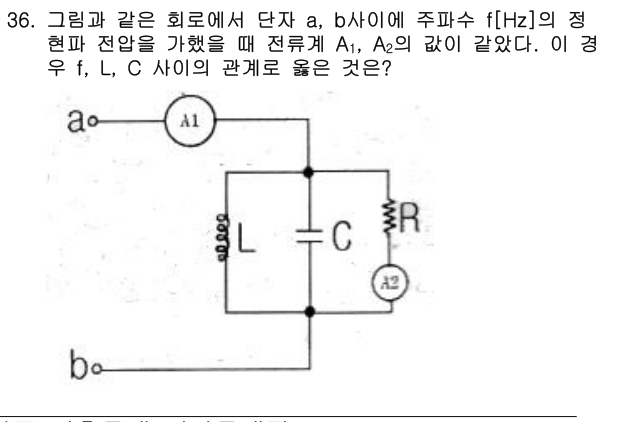 36. 그림과 같은 회로에서 단자 a, b사이에 주파수 f[Hz]의 정
현파 전압을 가했을 때 전류계 A₁, A₂의 값이 같았다. 이 경
우 f, L, C 사이의 관계로 옳은 것은?
a
A1
L
C
R
A2
b